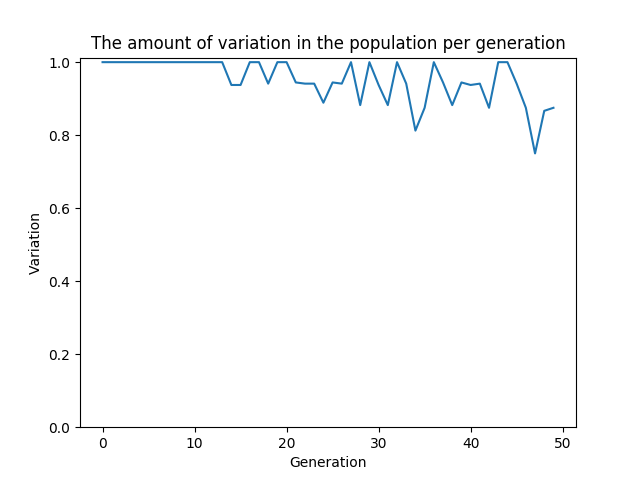 The amount of variation in the population per generation
1.0
0.8
0.6
0.4
0.2
0.0
Variation
0 10 20 30 40 50
Generation